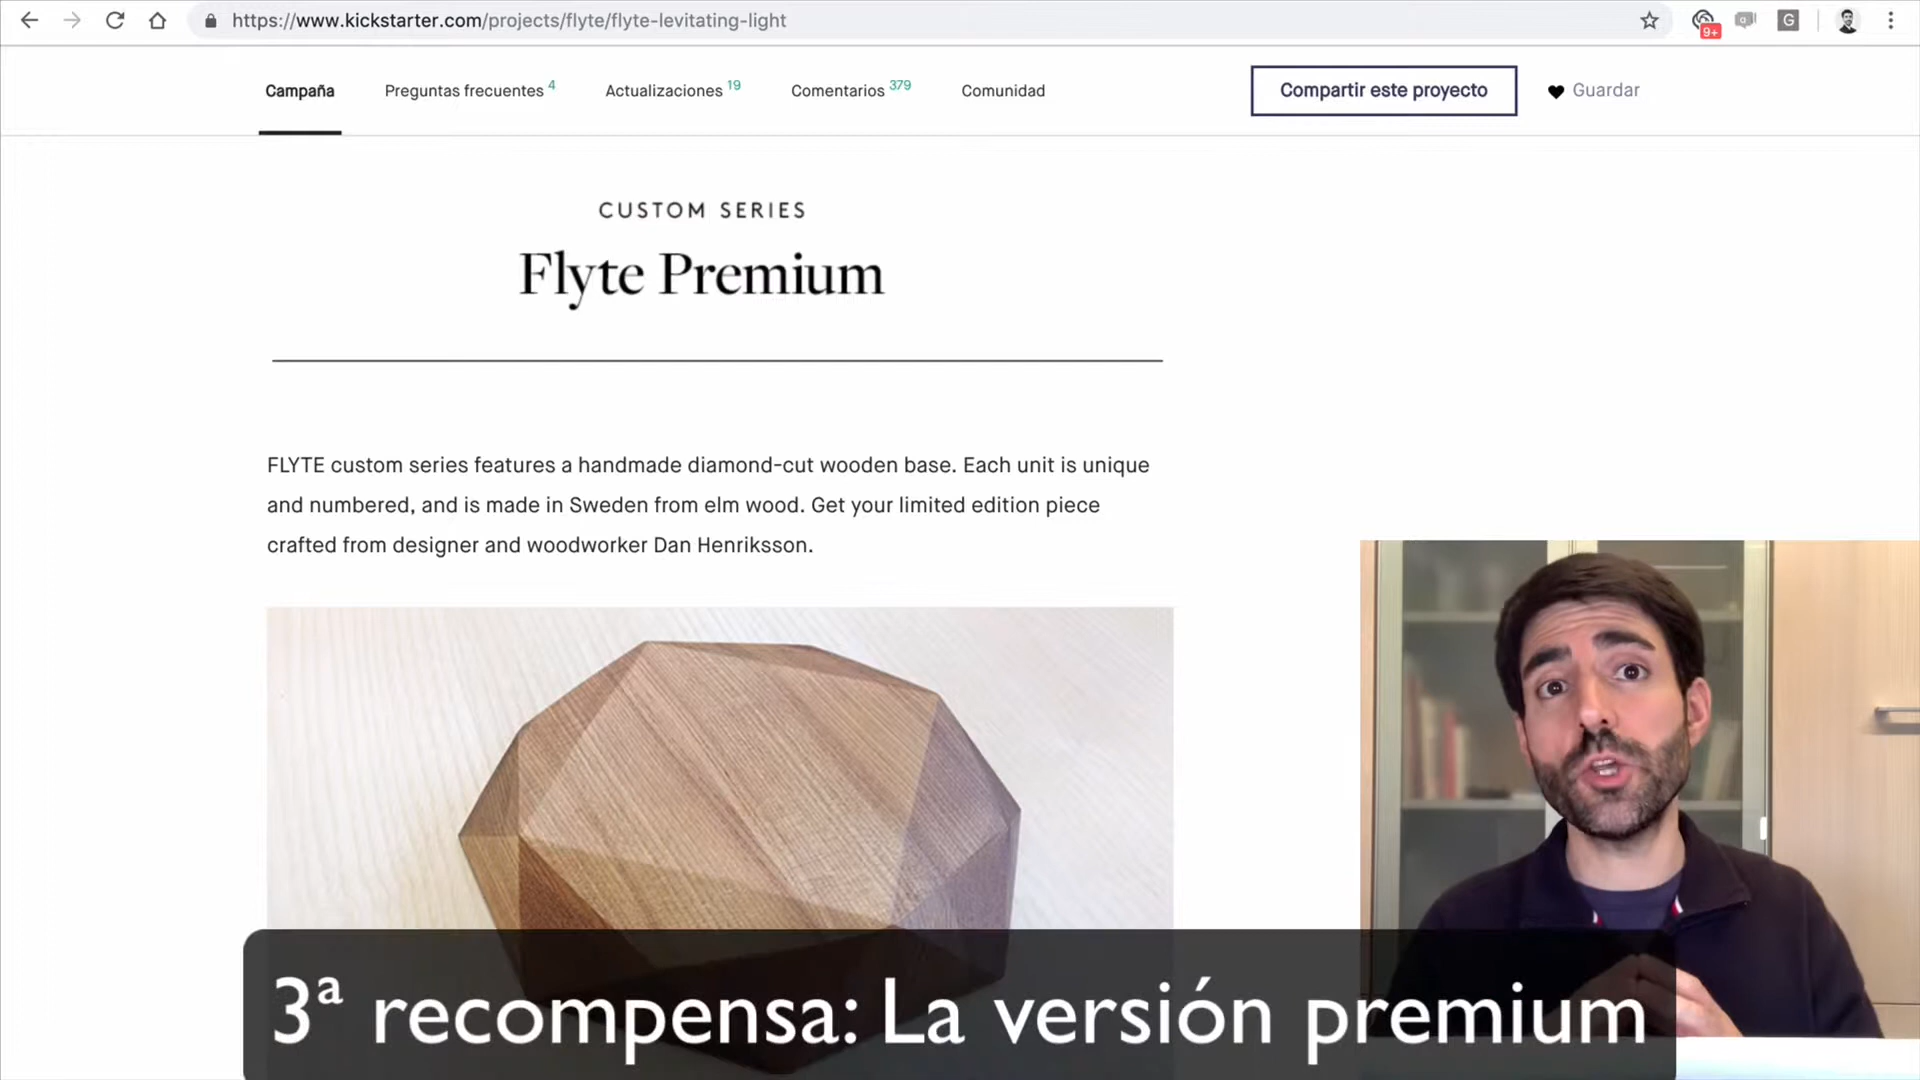 https://www.kickstarter.com/projects/flyte/flyte-levitating-light
9+
G
Campaña
Preguntas frecuentes 4
Actualizaciones 19
Comentarios 379
Comunidad
Compartir este proyecto
Guardar
CUSTOM SERIES
Flyte Premium
FLYTE custom series features a handmade diamond-cut wooden base. Each unit is unique
and numbered, and is made in Sweden from elm wood. Get your limited edition piece
crafted from designer and woodworker Dan Henriksson.
3ª recompensa: La versión premium